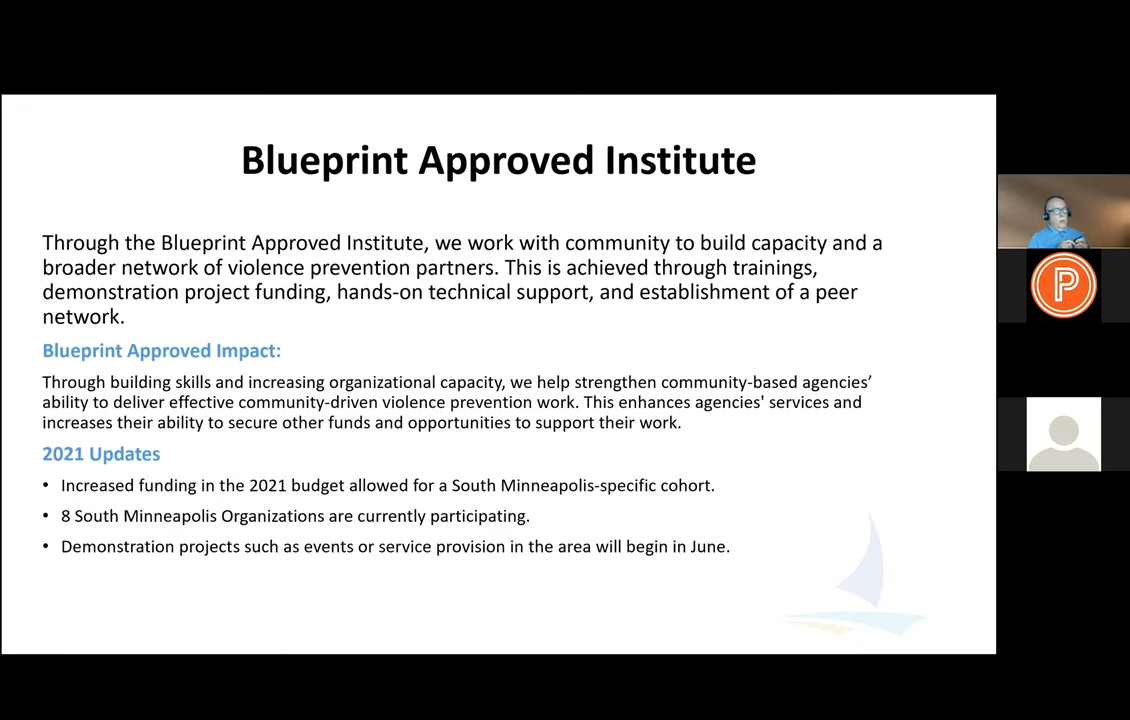 Blueprint Approved Institute
Through the Blueprint Approved Institute, we work with community to build capacity and a
broader network of violence prevention partners. This is achieved through trainings,
demonstration project funding, hands-on technical support, and establishment of a peer
network.
Blueprint Approved Impact:
Through building skills and increasing organizational capacity, we help strengthen community-based agencies’
ability to deliver effective community-driven violence prevention work. This enhances agencies' services and
increases their ability to secure other funds and opportunities to support their work.
2021 Updates
• Increased funding in the 2021 budget allowed for a South Minneapolis-specific cohort.
• 8 South Minneapolis Organizations are currently participating.
• Demonstration projects such as events or service provision in the area will begin in June.
P